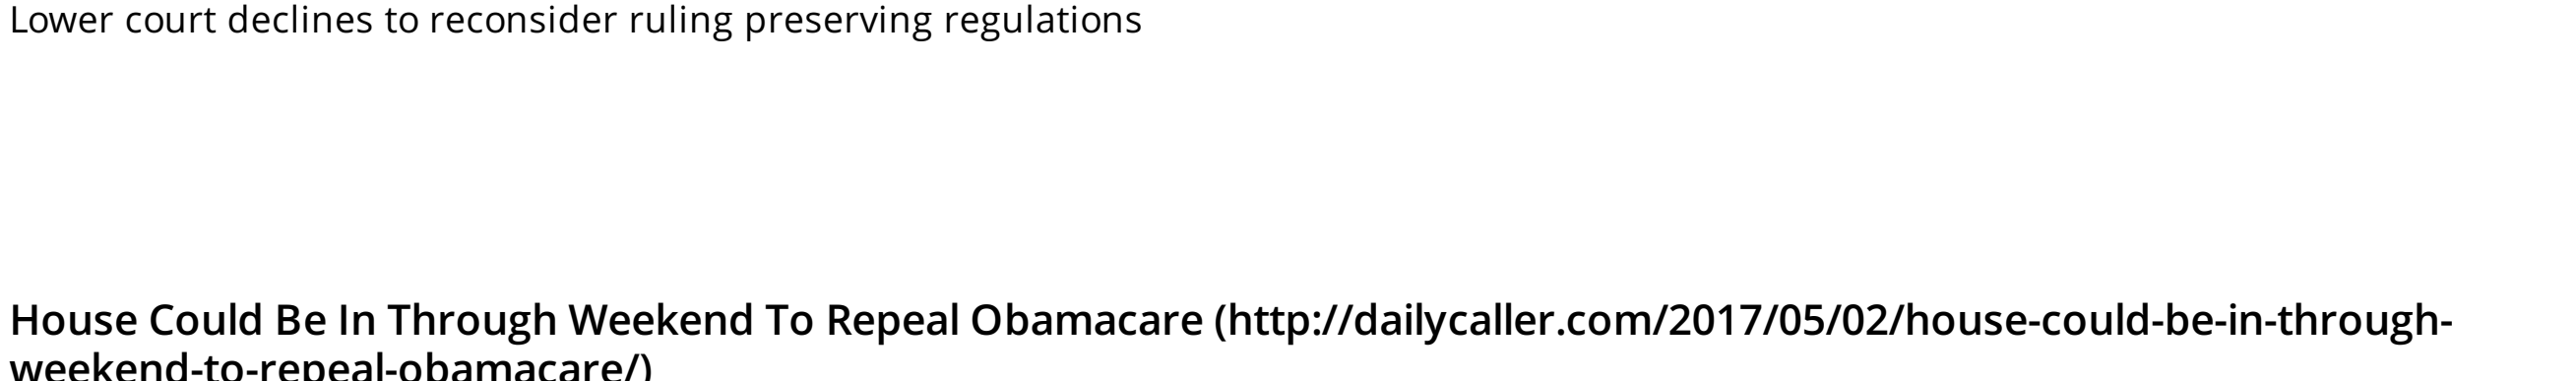 Lower court declines to reconsider ruling preserving regulations
House Could Be In Through Weekend To Repeal Obamacare (http://dailycaller.com/2017/05/02/house-could-be-in-through-
weekend-to-repeal-obamacare/)